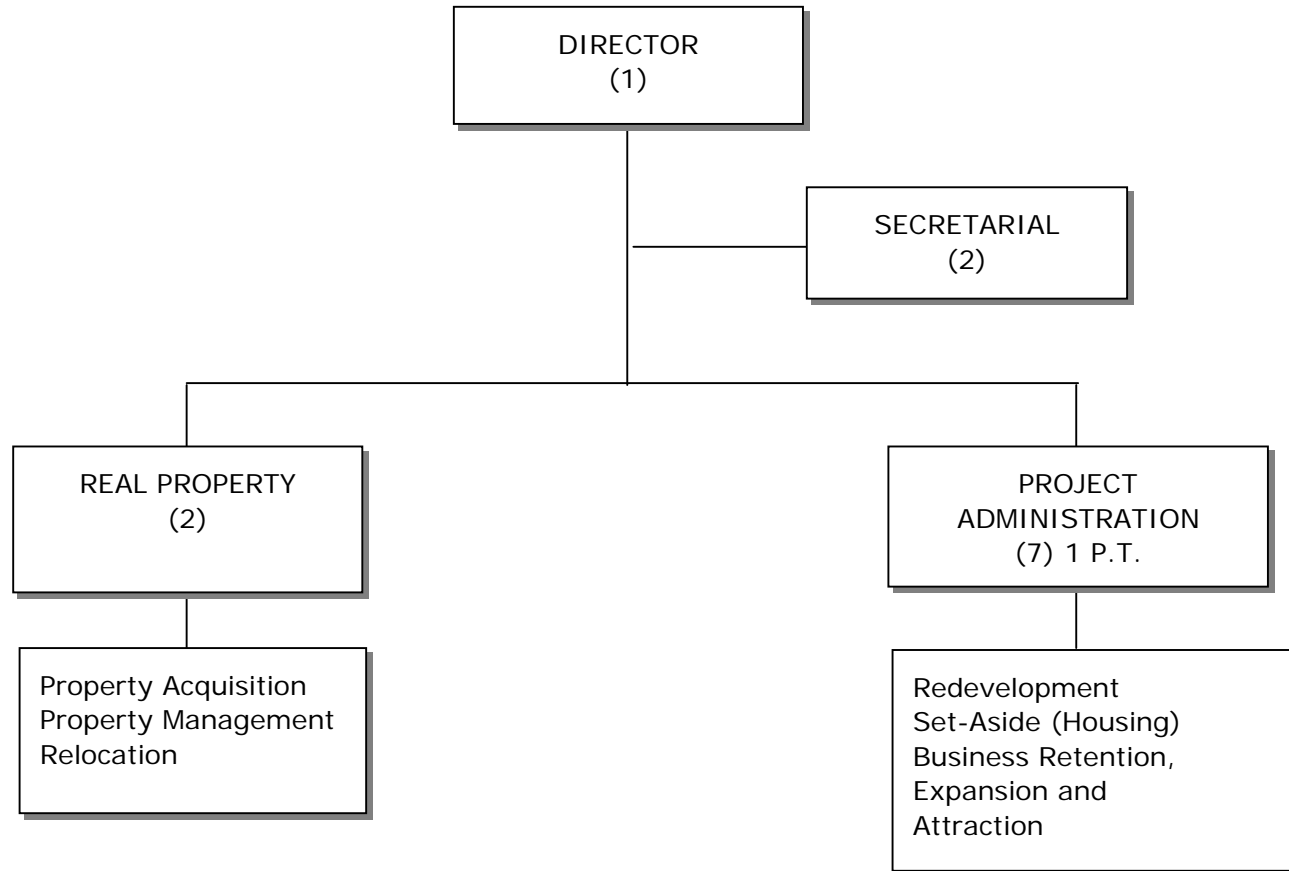 DIRECTOR
(1)
SECRETARIAL
(2)
REAL PROPERTY
(2)
PROJECT
ADMINISTRATION
(7) 1 P.T.
Property Acquisition
Property Management
Relocation
Redevelopment
Set-Aside (Housing)
Business Retention,
Expansion and
Attraction